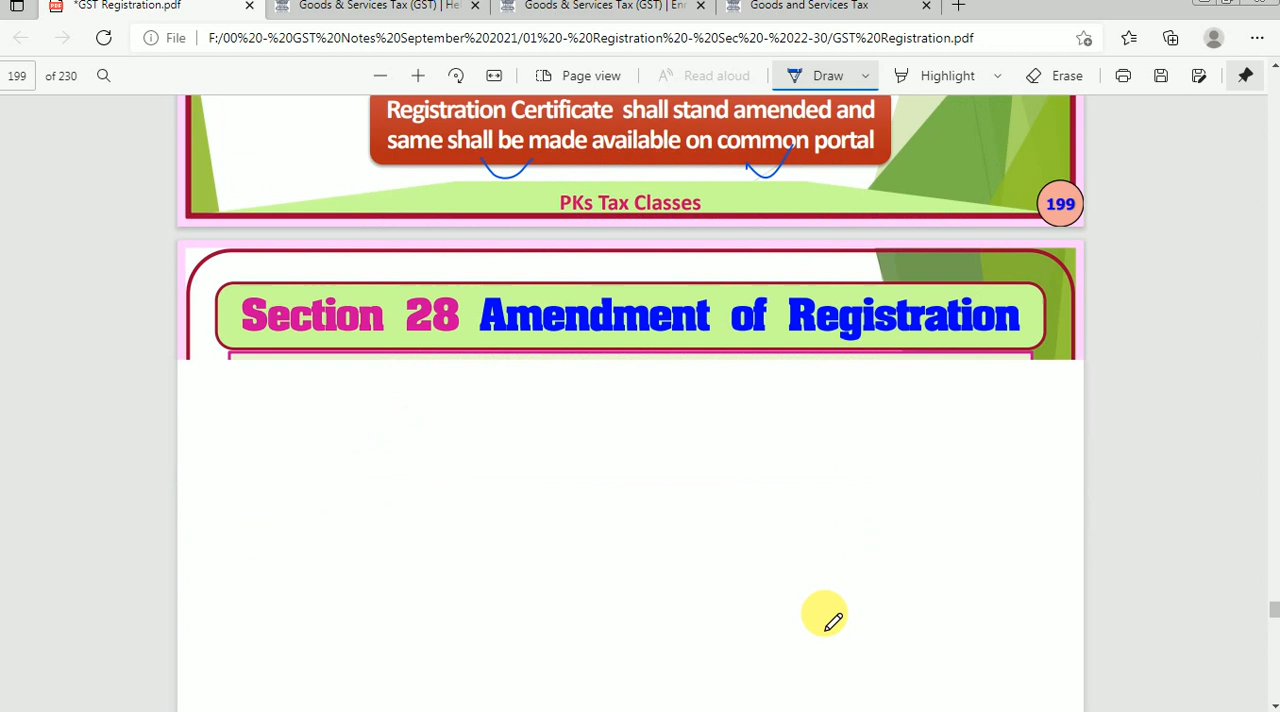 *GST Registration.pdf
Goods & Services Tax (GST) | Hel
Goods & Services Tax (GST) | Enr
Goods and Services Tax
File
F:/00%20-%20GST%20Notes%20September%202021/01%20-%20Registration%20-%20Sec%20-%2022-30/GST%20Registration.pdf
199 of 230
Page view
Read aloud
Draw
Highlight
Erase
Registration Certificate shall stand amended and
same shall be made available on common portal
PKs Tax Classes
199
Section 28 Amendment of Registration